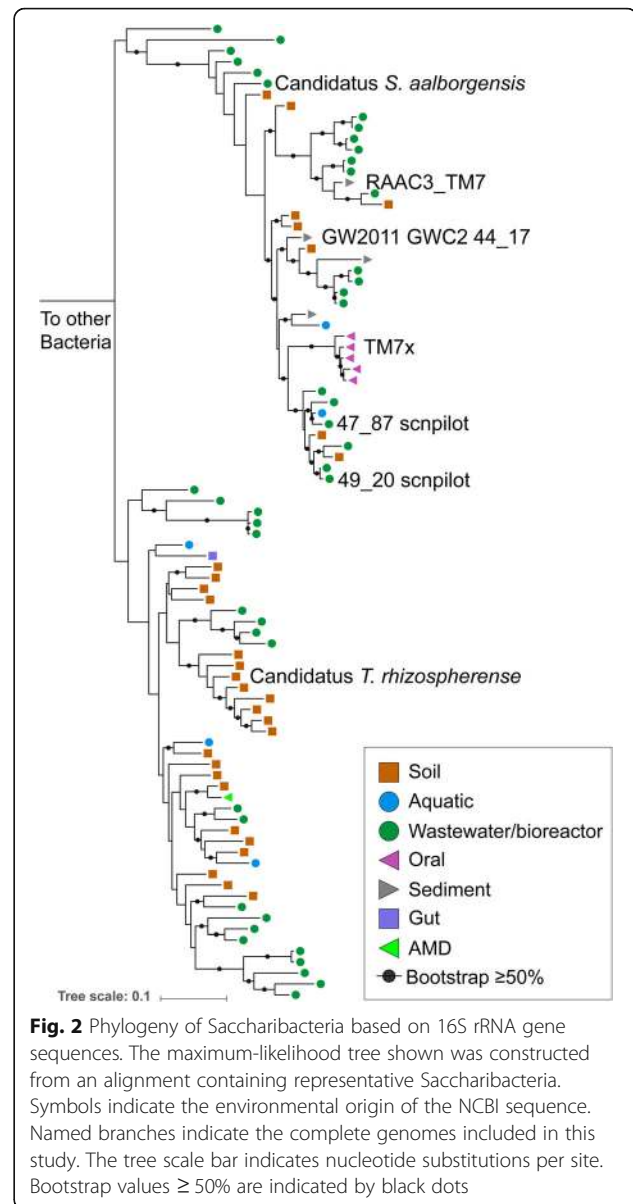 Candidatus S. aalborgensis
RAAC3_TM7
GW2011 GWC2 44_17
To other
Bacteria
TM7x
47_87 scnpilot
49_20 scnpilot
Candidatus T. rhizospherense
Soil
Aquatic
Wastewater/bioreactor
Oral
Sediment
Gut
AMD
Bootstrap ≥50%
Tree scale: 0.1
Fig. 2 Phylogeny of Saccharibacteria based on 16S rRNA gene
sequences. The maximum-likelihood tree shown was constructed
from an alignment containing representative Saccharibacteria.
Symbols indicate the environmental origin of the NCBI sequence.
Named branches indicate the complete genomes included in this
study. The tree scale bar indicates nucleotide substitutions per site.
Bootstrap values ≥ 50% are indicated by black dots